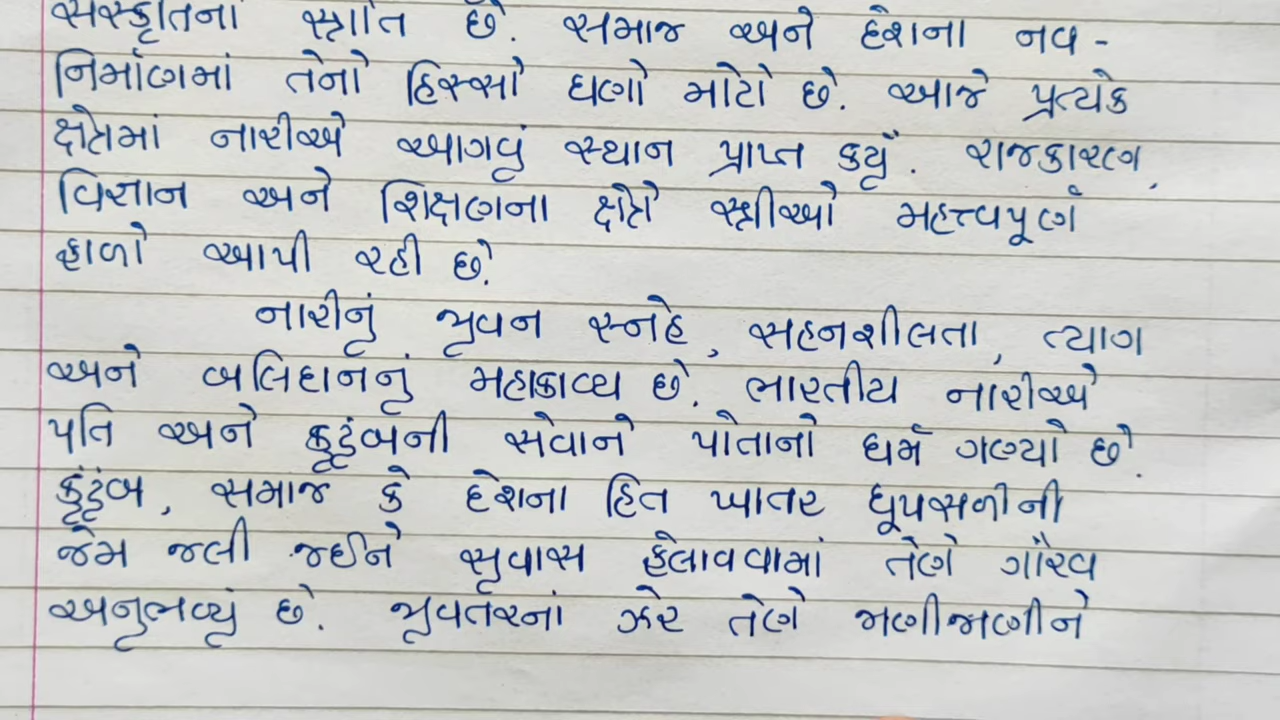 સંસ્કૃતિના સ્ત્રોત છે. સમાજ અને દેશના નવ -
નિર્માણમાં તેનો હિસ્સો ઘણો મોટો છે. આજે પ્રત્યેક
ક્ષેત્રમાં નારીએ આગવું સ્થાન પ્રાપ્ત કર્યું. રાજકારણ,
વિજ્ઞાન અને શિક્ષણના ક્ષેત્રે સ્ત્રીઓ મહત્ત્વપૂર્ણ
ફાળો આપી રહી છે.
નારીનું જીવન સ્નેહ, સહનશીલતા, ત્યાગ
અને બલિદાનનું મહાકાવ્ય છે. ભારતીય નારીએ
પતિ અને કુટુંબની સેવાને પોતાનો ધર્મ ગણ્યો છે.
કુટુંબ, સમાજ કે દેશના હિત ખાતર ધૂપસળીની
જેમ જલી જઈને સુવાસ ફેલાવવામાં તેણે ગૌરવ
અનુભવ્યું છે. જીવતરનાં ઝેર તેણે જાણીજાણીને